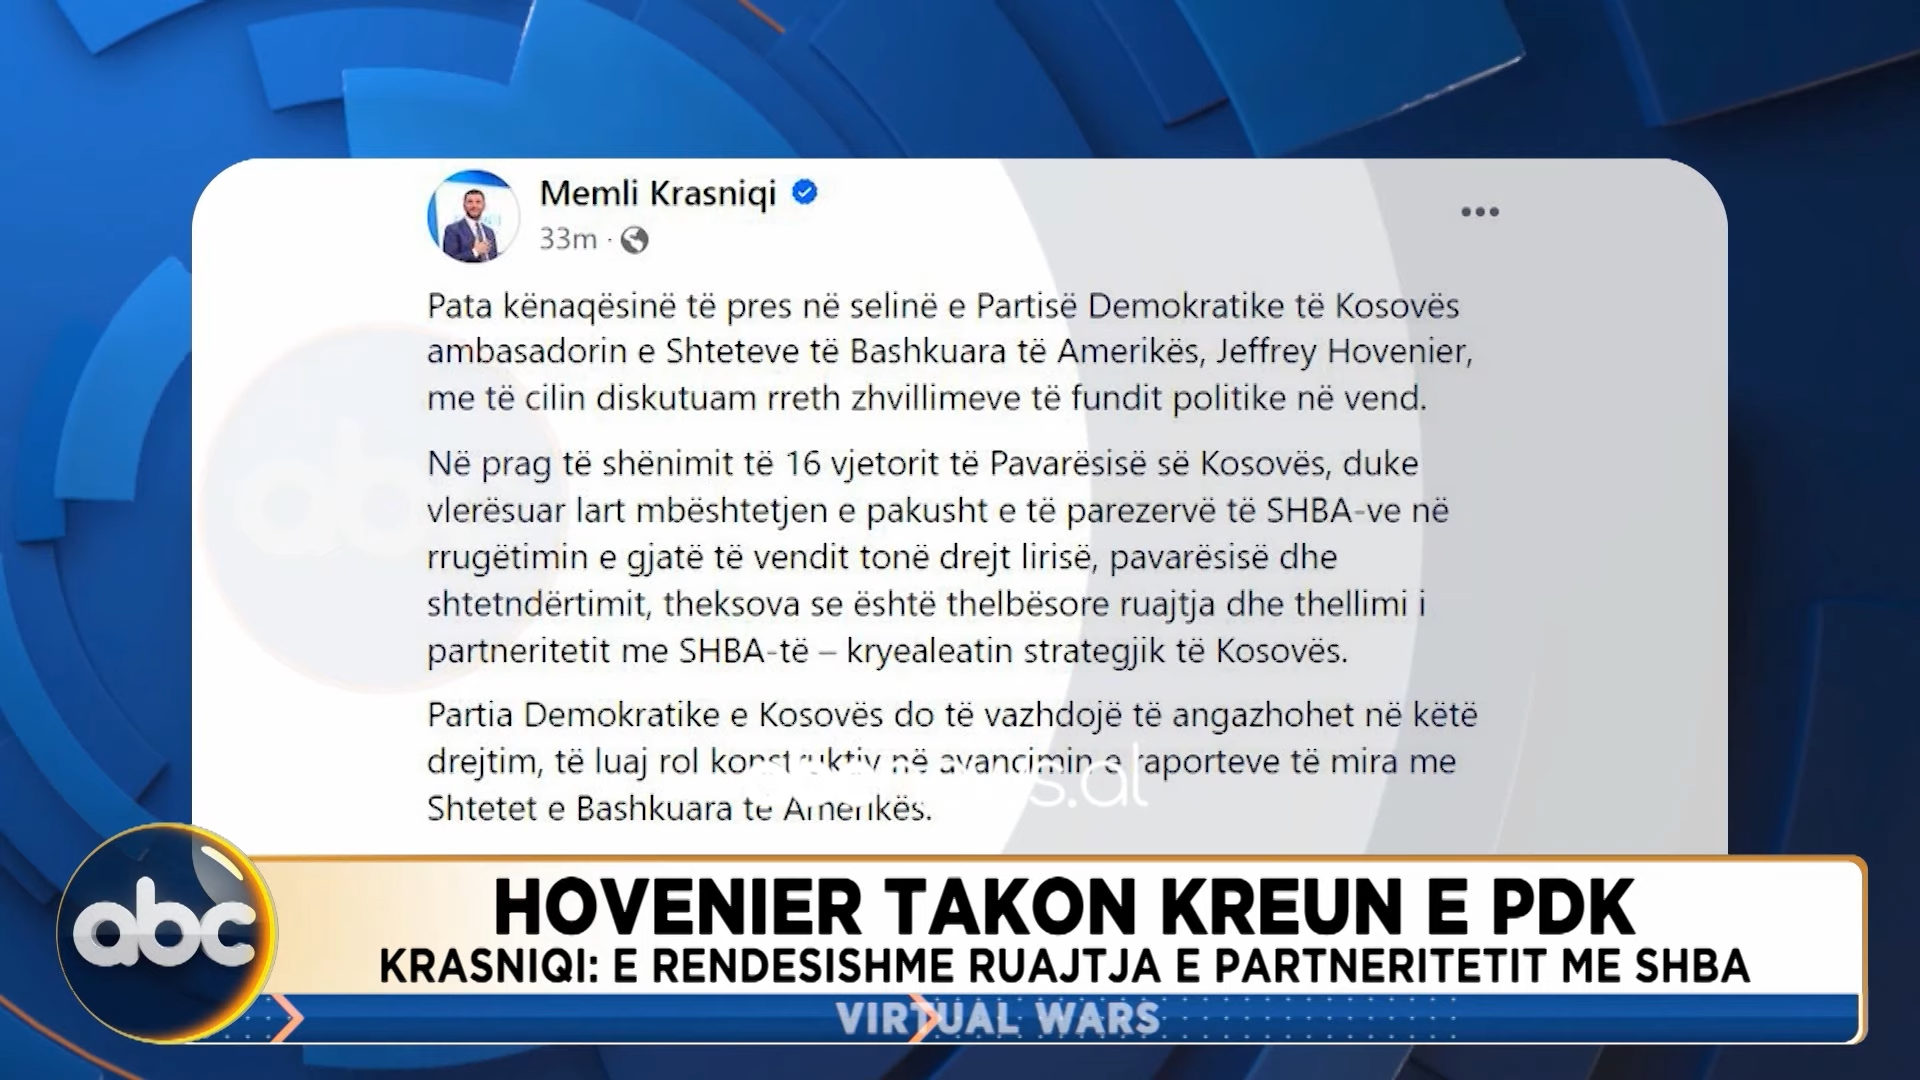 Memli Krasniqi
33m ·
Pata kënaqësinë të pres në selinë e Partisë Demokratike të Kosovës
ambasadorin e Shteteve të Bashkuara të Amerikës, Jeffrey Hovenier,
me të cilin diskutuam rreth zhvillimeve të fundit politike në vend.
Në prag të shënimit të 16 vjetorit të Pavarësisë së Kosovës, duke
vlerësuar lart mbështetjen e pakusht e të parezervë të SHBA-ve në
rrugëtimin e gjatë të vendit tonë drejt lirisë, pavarësisë dhe
shtetndërtimit, theksova se është thelbësore ruajtja dhe thellimi i
partneritetit me SHBA-të – kryealeatin strategjik të Kosovës.
Partia Demokratike e Kosovës do të vazhdojë të angazhohet në këtë
drejtim, të luaj rol konstruktiv në avancimin e raporteve të mira me
Shtetet e Bashkuara të Amerikës.
abc
HOVENIER TAKON KREUN E PDK
KRASNIQI: E RENDESISHME RUAJTJA E PARTNERITETIT ME SHBA
VIRTUAL WARS